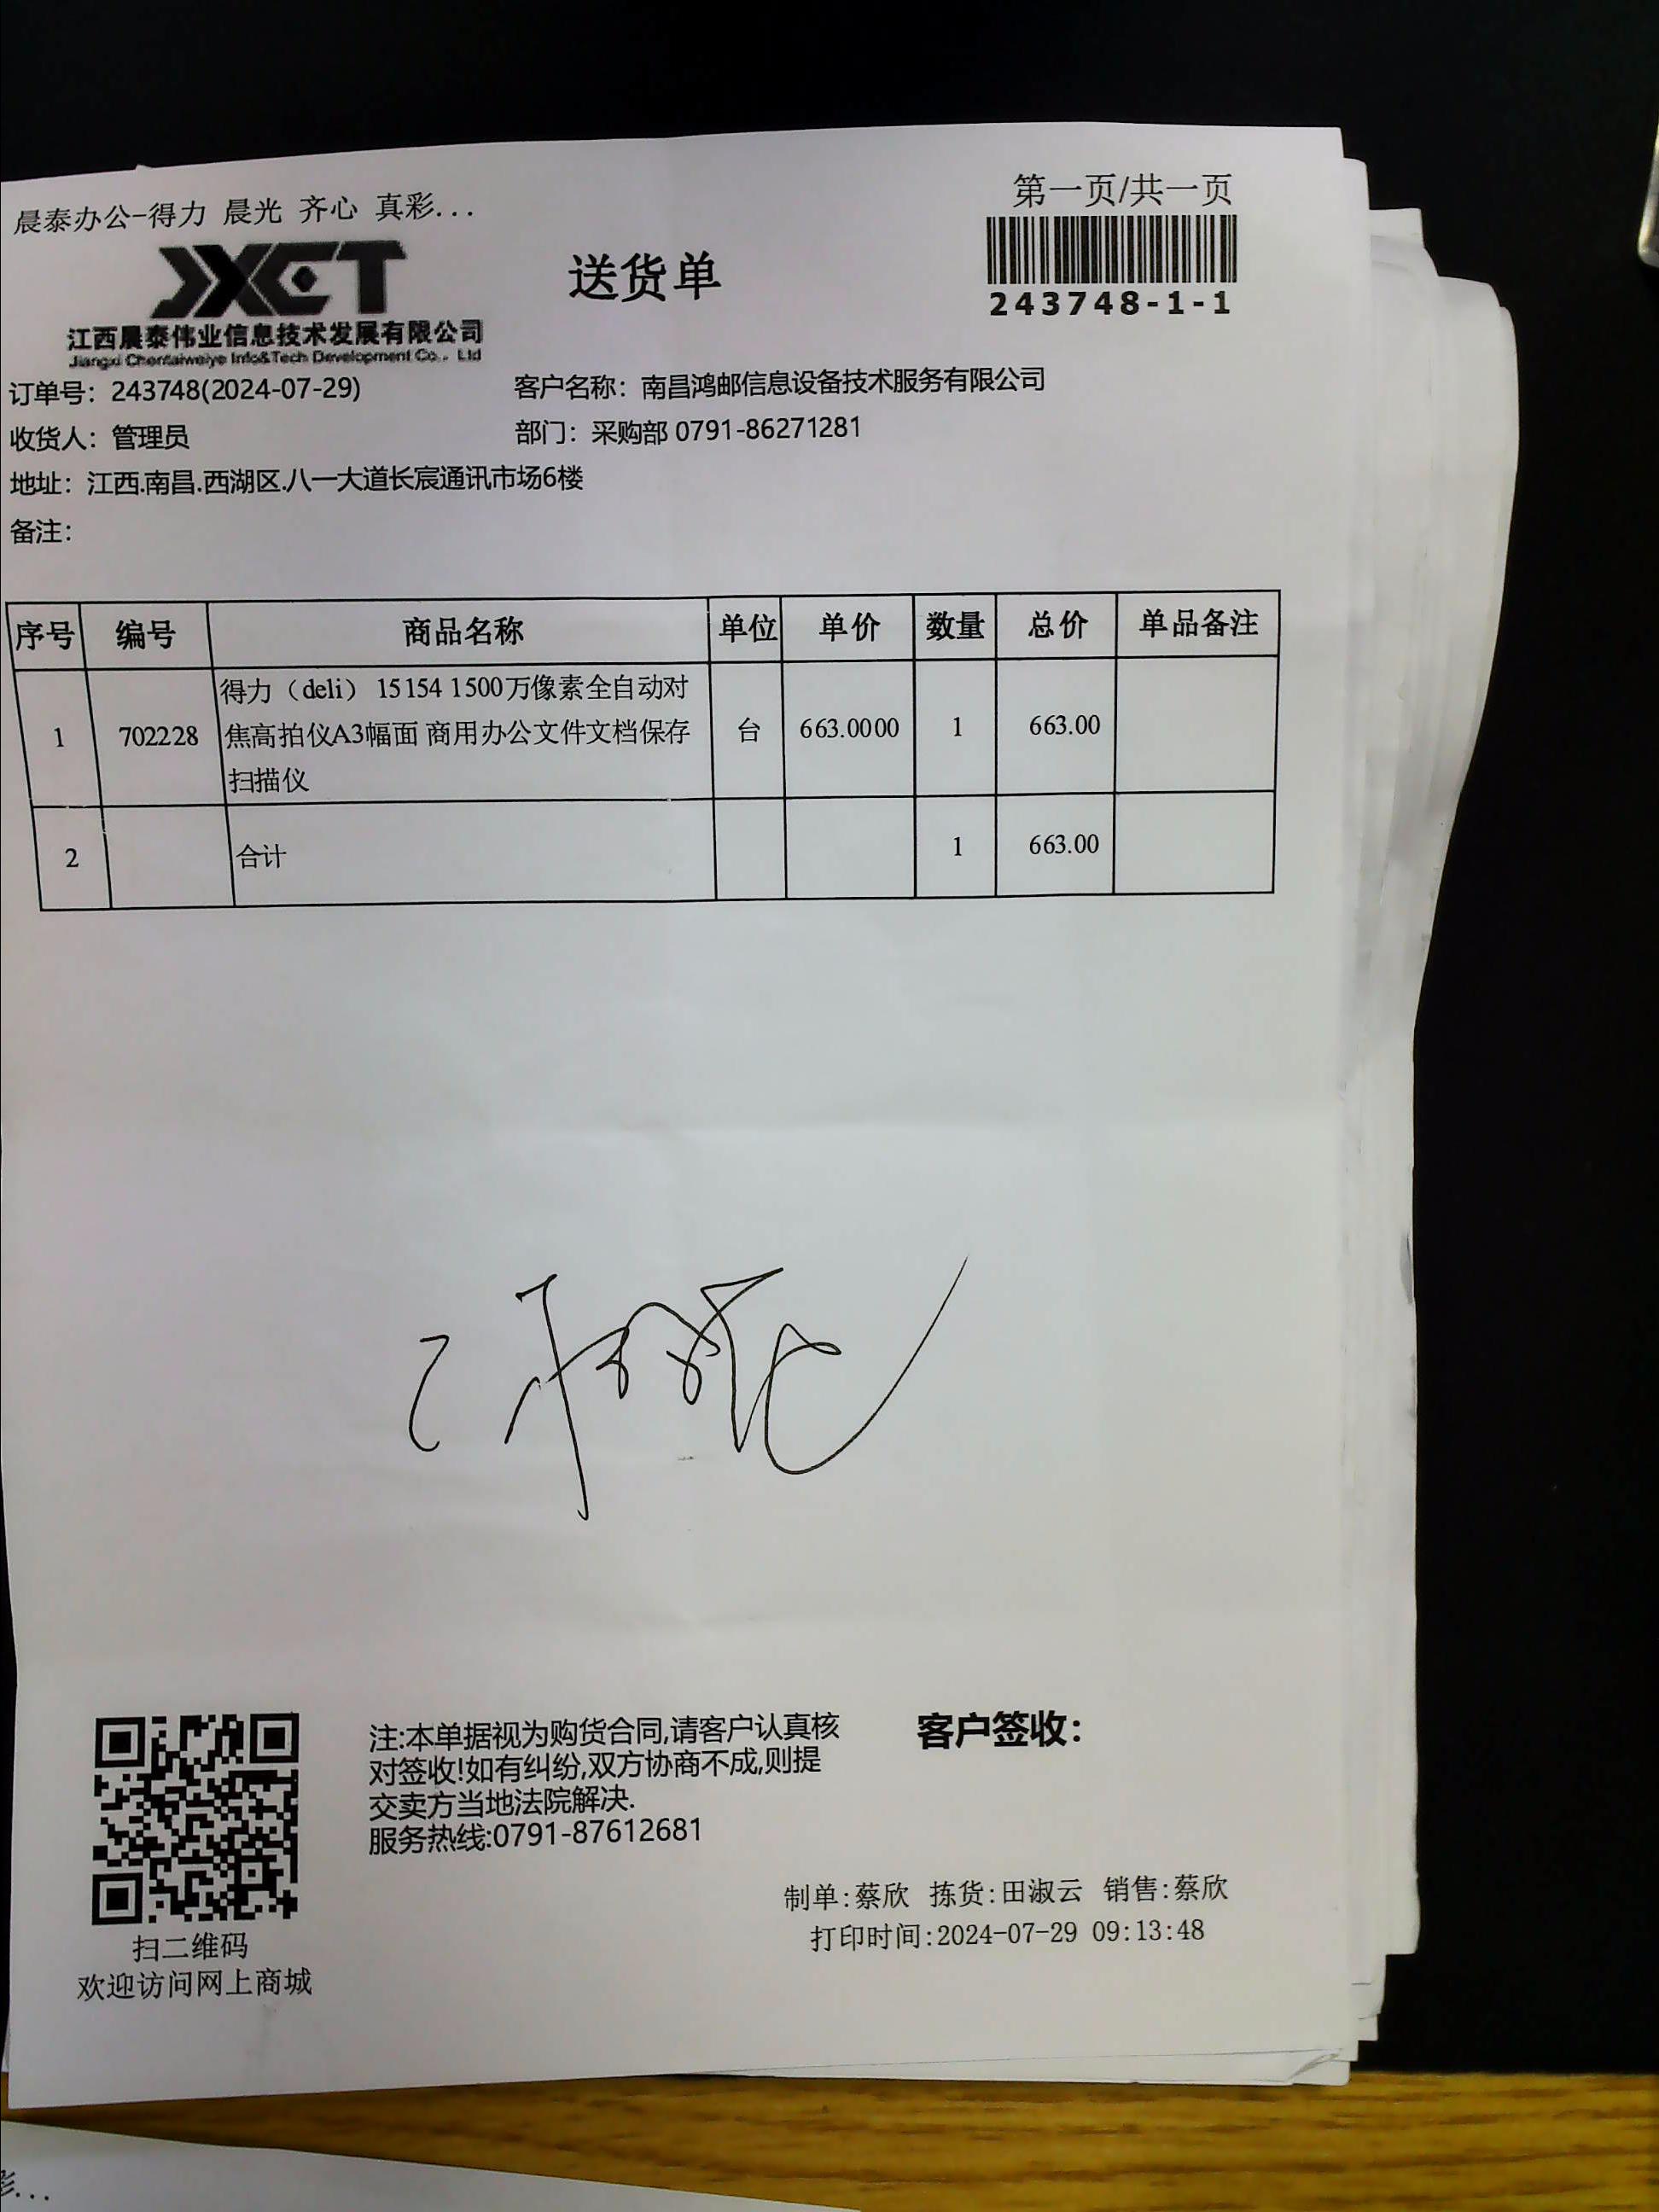 晨泰办公-得力 晨光 齐心 真彩...
第一页/共一页
JXCT
送货单
243748-1-1
江西晨泰伟业信息技术发展有限公司
Jiangxi Chentaiweiye Info&Tech Development Co., Ltd
订单号：243748(2024-07-29) 客户名称：南昌鸿邮信息设备技术服务有限公司
收货人：管理员 部门：采购部 0791-86271281
地址：江西.南昌.西湖区.八一大道长宸通讯市场6楼
备注：
序号 编号 商品名称 单位 单价 数量 总价 单品备注
1 702228 得力（deli） 15154 1500万像素全自动对 台 663.0000 1 663.00
焦高拍仪A3幅面 商用办公文件文档保存
扫描仪
2 合计 1 663.00
注:本单据视为购货合同,请客户认真核
对签收!如有纠纷,双方协商不成,则提
交卖方当地法院解决.
服务热线:0791-87612681
客户签收：
制单:蔡欣 拣货:田淑云 销售:蔡欣
打印时间:2024-07-29 09:13:48
扫二维码
欢迎访问网上商城
彩...